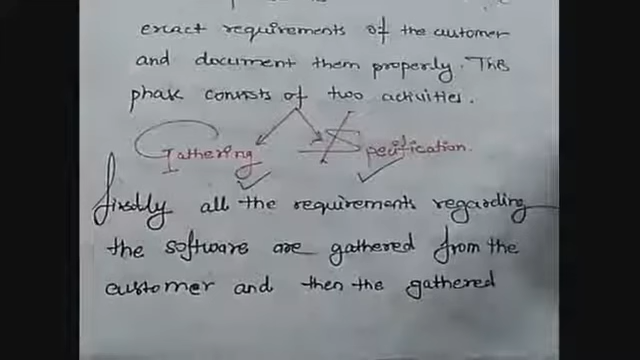 exact requirements of the customer
and document them properly. This
phase consists of two activities.
Gathering Specification.
Firstly all the requirements regarding
the software are gathered from the
customer and then the gathered